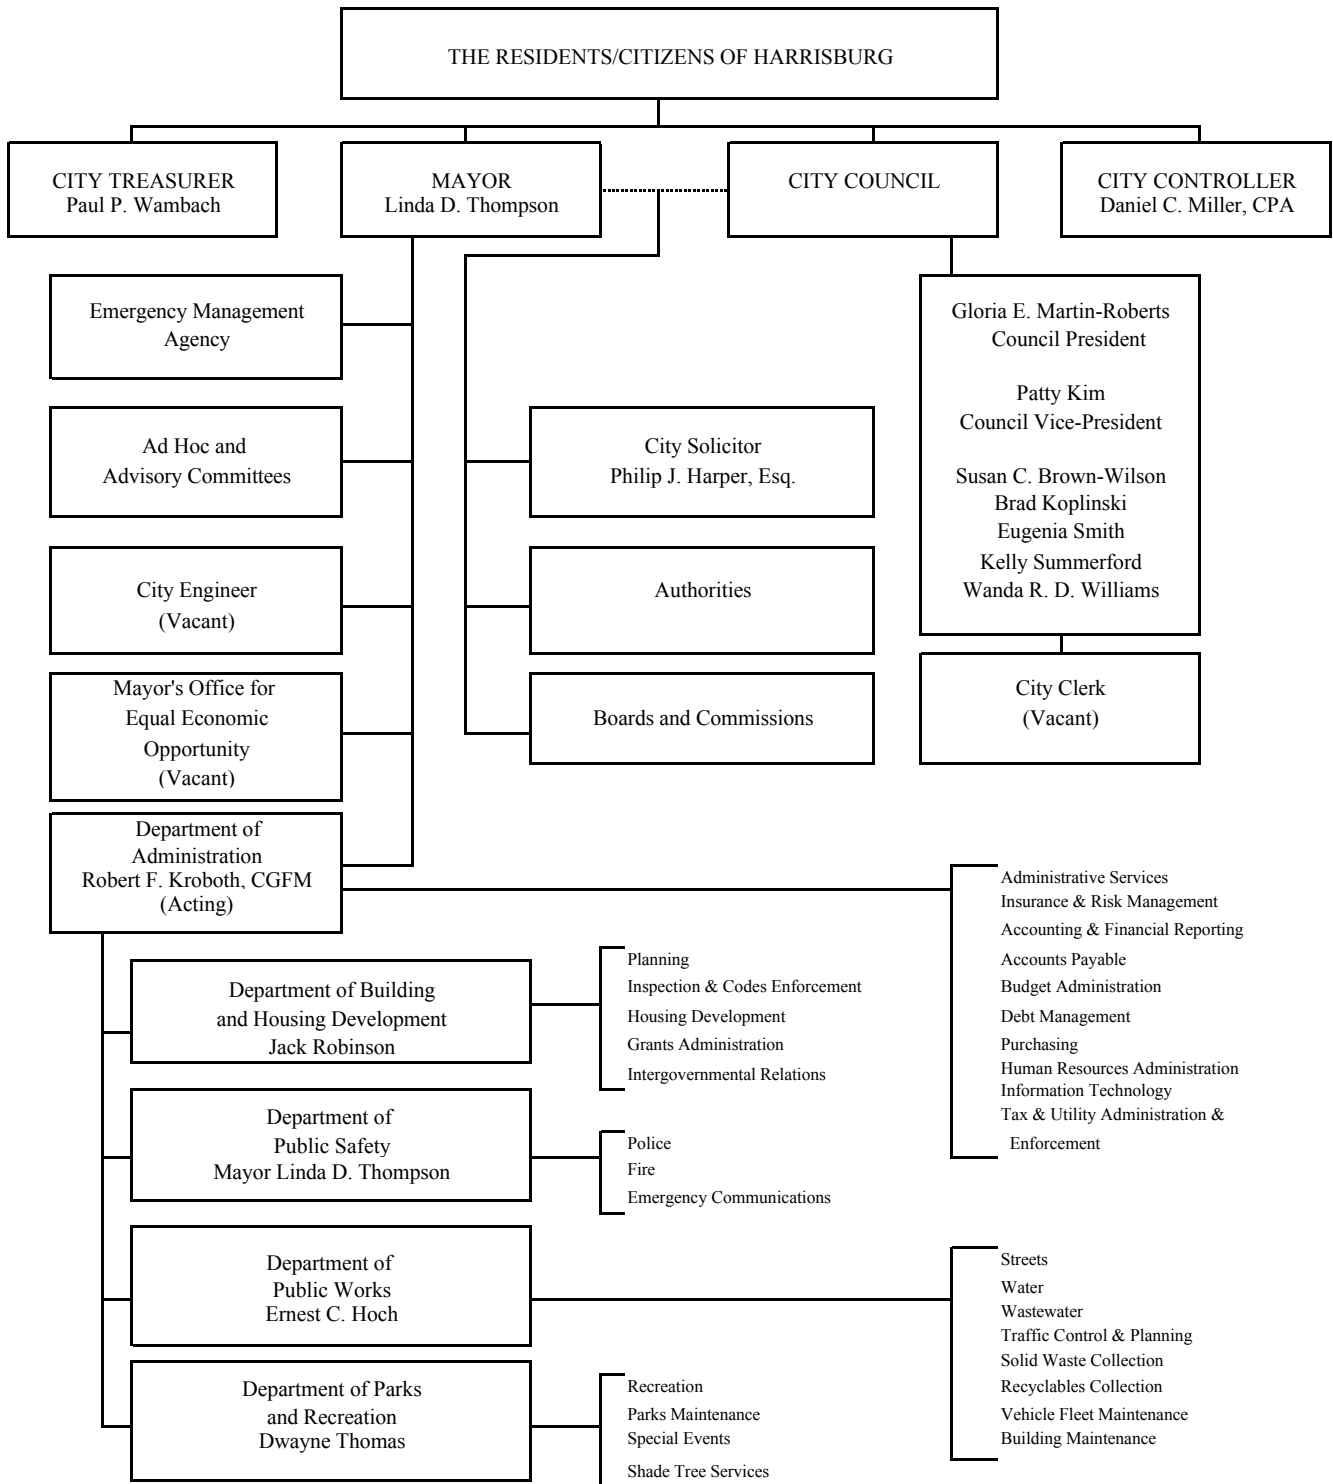 THE RESIDENTS/CITIZENS OF HARRISBURG
CITY TREASURER
Paul P. Wambach
MAYOR
Linda D. Thompson
CITY COUNCIL
CITY CONTROLLER
Daniel C. Miller, CPA
Emergency Management
Agency
Ad Hoc and
Advisory Committees
City Engineer
(Vacant)
Mayor's Office for
Equal Economic
Opportunity
(Vacant)
Department of
Administration
Robert F. Kroboth, CGFM
(Acting)
City Solicitor
Philip J. Harper, Esq.
Authorities
Boards and Commissions
Gloria E. Martin-Roberts
Council President
Patty Kim
Council Vice-President
Susan C. Brown-Wilson
Brad Koplinski
Eugenia Smith
Kelly Summerford
Wanda R. D. Williams
City Clerk
(Vacant)
Administrative Services
Insurance & Risk Management
Accounting & Financial Reporting
Accounts Payable
Budget Administration
Debt Management
Purchasing
Human Resources Administration
Information Technology
Tax & Utility Administration &
Enforcement
Department of Building
and Housing Development
Jack Robinson
Planning
Inspection & Codes Enforcement
Housing Development
Grants Administration
Intergovernmental Relations
Department of
Public Safety
Mayor Linda D. Thompson
Police
Fire
Emergency Communications
Department of
Public Works
Ernest C. Hoch
Streets
Water
Wastewater
Traffic Control & Planning
Solid Waste Collection
Recyclables Collection
Vehicle Fleet Maintenance
Building Maintenance
Department of Parks
and Recreation
Dwayne Thomas
Recreation
Parks Maintenance
Special Events
Shade Tree Services